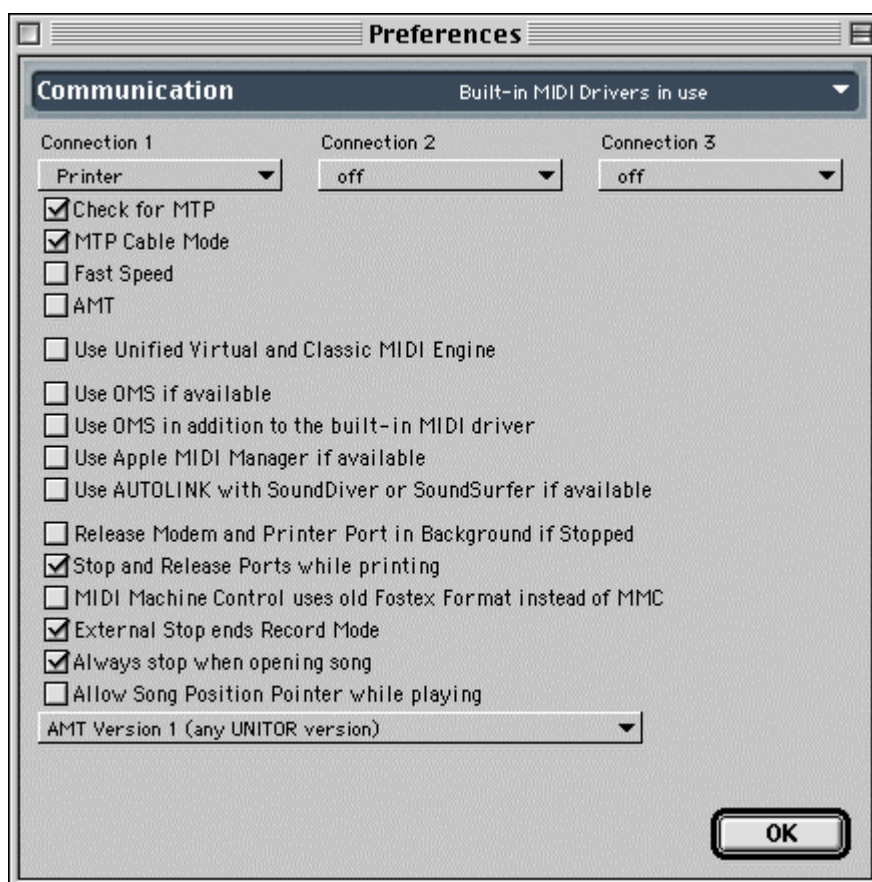 Preferences
Communication Built-in MIDI Drivers in use
Connection 1 Connection 2 Connection 3
Printer off off
Check for MTP
MTP Cable Mode
Fast Speed
AMT
Use Unified Virtual and Classic MIDI Engine
Use OMS if available
Use OMS in addition to the built-in MIDI driver
Use Apple MIDI Manager if available
Use AUTOLINK with SoundDiver or SoundSurfer if available
Release Modem and Printer Port in Background if Stopped
Stop and Release Ports while printing
MIDI Machine Control uses old Fostex Format instead of MMC
External Stop ends Record Mode
Always stop when opening song
Allow Song Position Pointer while playing
AMT Version 1 (any UNITOR version)
OK